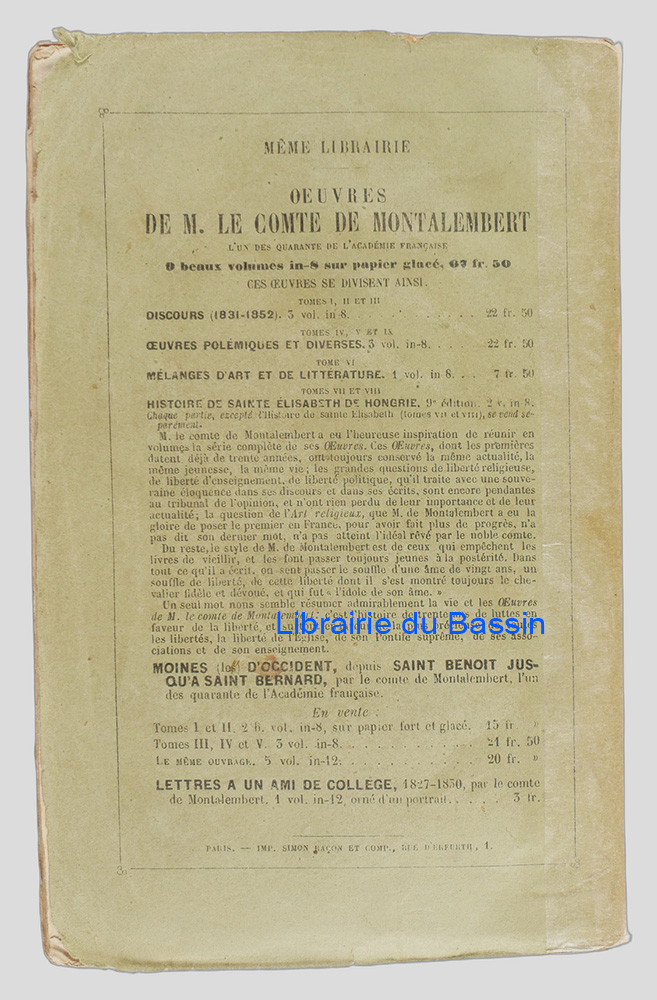 MÊME LIBRAIRIE
OEUVRES
DE M. LE COMTE DE MONTALEMBERT
L'UN DES QUARANTE DE L'ACADÉMIE FRANÇAISE
9 beaux volumes in-8 sur papier glacé, 67 fr. 50
CES ŒUVRES SE DIVISENT AINSI.
TOMES I, II ET III
DISCOURS (1831-1852). 3 vol. in-8. . . . . . . . . . . . 22 fr. 50
TOMES IV, V ET IX
ŒUVRES POLÉMIQUES ET DIVERSES. 3 vol. in-8. . . . 22 fr. 50
TOME VI
MÉLANGES D'ART ET DE LITTÉRATURE. 1 vol. in-8. . . 7 fr. 50
TOMES VII ET VIII
HISTOIRE DE SAINTE ÉLISABETH DE HONGRIE, 9e édition. 2 v. in 8.
Chaque partie, excepté l'Histoire de sainte Elisabeth (tomes VII et VIII), se vend sé-
parément.
M. le comte de Montalembert a eu l'heureuse inspiration de réunir en
volumes la série complète de ses Œuvres. Ces Œuvres, dont les premières
datent déjà de trente années, ont toujours conservé la même actualité, la
même jeunesse, la même vie; les grandes questions de liberté religieuse,
de liberté d'enseignement, de liberté politique, qu'il traite avec une souve-
raine éloquence dans ses discours et dans ses écrits, sont encore pendantes
au tribunal de l'opinion, et n'ont rien perdu de leur importance et de leur
actualité; la question de l'Art religieux, que M. de Montalembert a eu la
gloire de poser le premier en France, pour avoir fait plus de progrès, n'a
pas dit son dernier mot, n'a pas atteint l'idéal rêvé par le noble comte.
Du reste, le style de M. de Montalembert est de ceux qui empêchent les
livres de vieillir, et les font passer toujours jeunes à la postérité. Dans
tout ce qu'il a écrit, on sent passer le souffle d'une âme de vingt ans, un
souffle de liberté, de cette liberté dont il s'est montré toujours le che-
valier fidèle et dévoué, et qui fut « l'idole de son âme. »
Un seul mot nous semble résumer admirablement la vie et les Œuvres
de M. le comte de Montalembert: c'est l'histoire de trente ans de luttes en
faveur de la liberté, et de la plus
les libertés, la liberté de l'Église, de son Pontife suprême, de ses asso-
ciations et de son enseignement.
Librairie du Bassin
MOINES (les) D'OCCIDENT, depuis SAINT BENOIT JUS-
QU'A SAINT BERNARD, par le comte de Montalembert, l'un
des quarante de l'Académie française.
En vente :
Tomes I et II, 2 b. vol. in-8, sur papier fort et glacé. 15 fr. »
Tomes III, IV et V. 3 vol. in-8. . . . . . . . . . . . 21 fr. 50
LE MÊME OUVRAGE. 5 vol. in-12. . . . . . . . . . . . 20 fr. »
LETTRES A UN AMI DE COLLÈGE, 1827-1830, par le comte
de Montalembert. 1 vol. in-12, orné d'un portrait. . . . . 3 fr.
PARIS. — IMP. SIMON RAÇON ET COMP., RUE D'ERFURTH, 1.